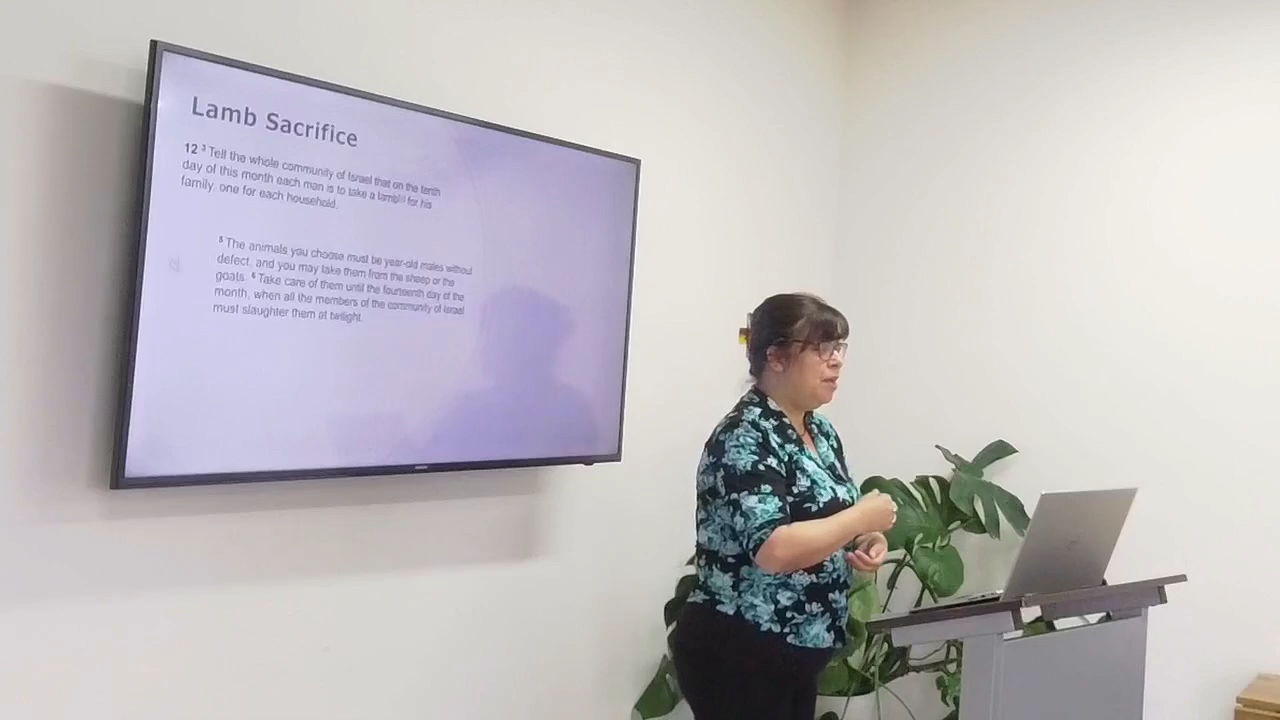 Lamb Sacrifice
12 3 Tell the whole community of Israel that on the tenth
day of this month each man is to take a lamb[a] for his
family, one for each household.
5 The animals you choose must be year-old males without
defect, and you may take them from the sheep or the
goats. 6 Take care of them until the fourteenth day of the
month, when all the members of the community of Israel
must slaughter them at twilight.